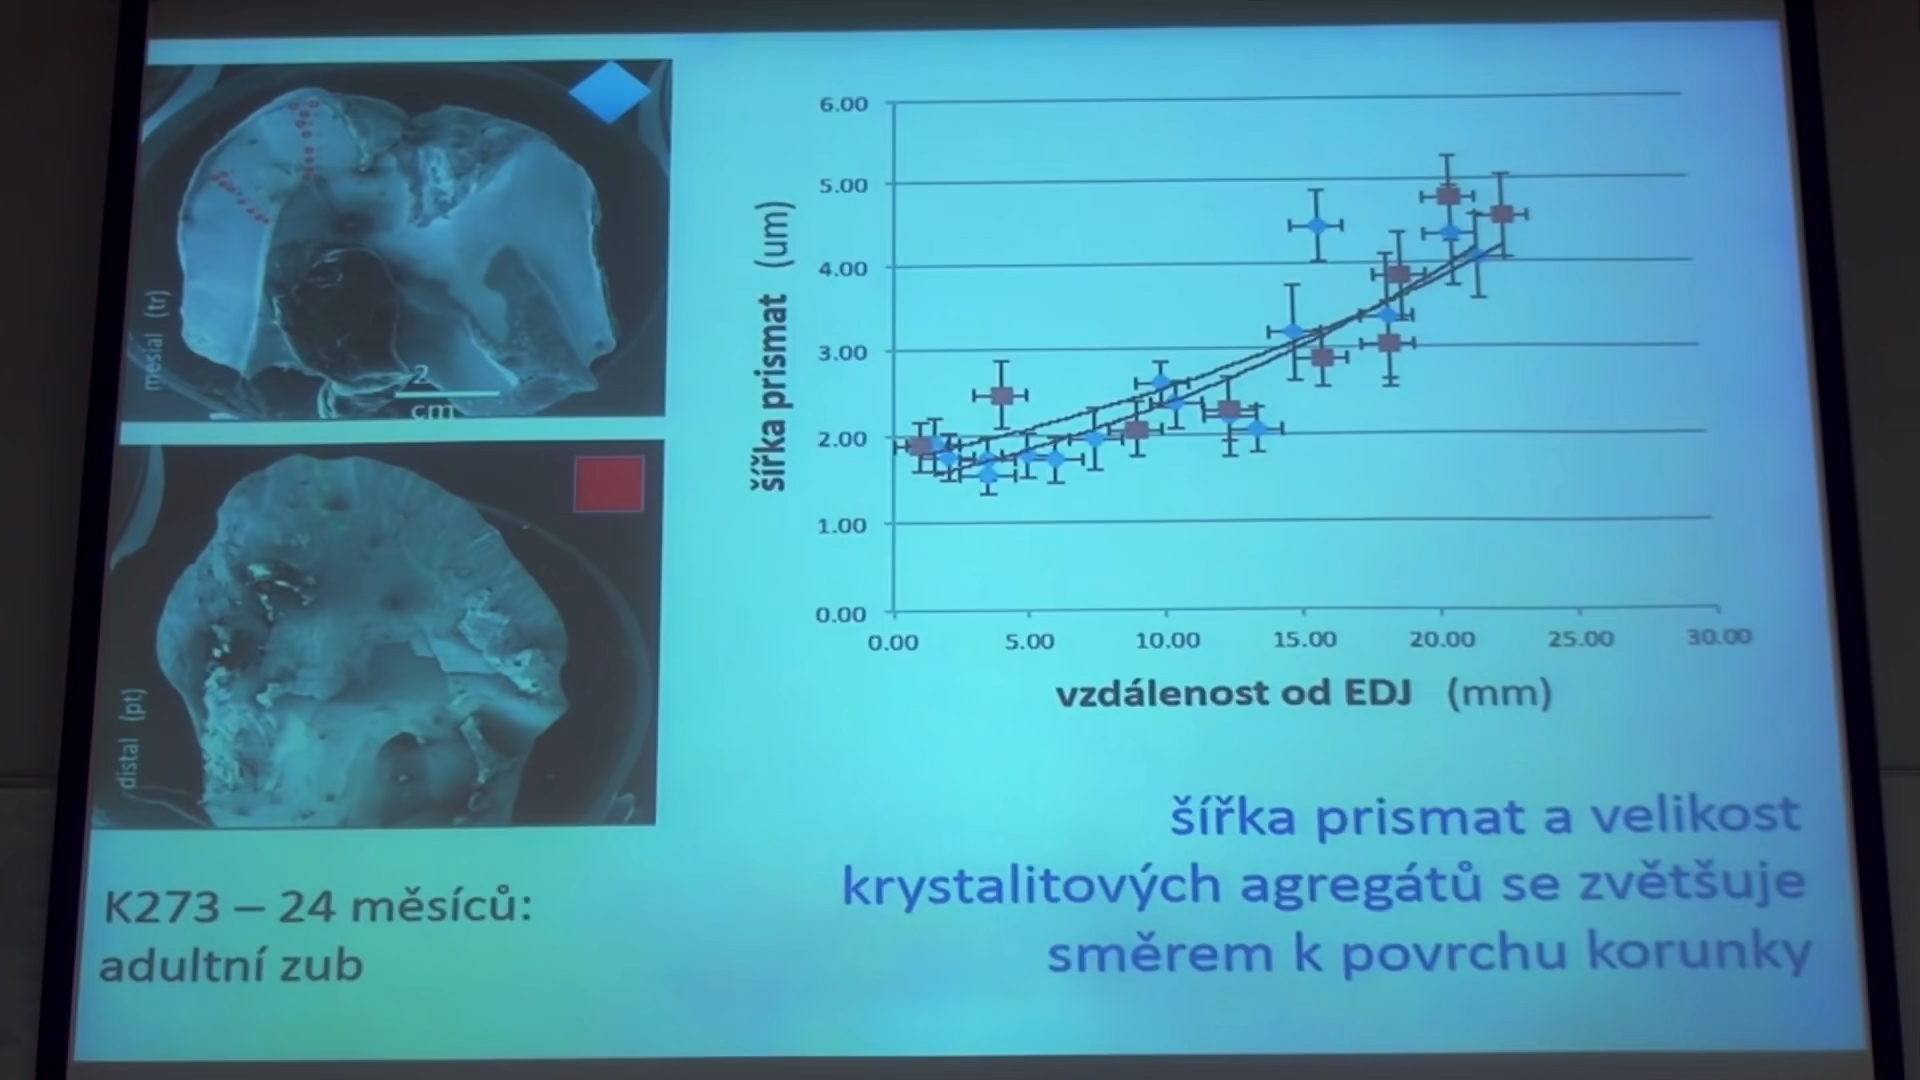 mesial (tr)
2
cm
distal (pt)
K273 – 24 měsíců:
adultní zub
šířka prismat (um)
6.00
5.00
4.00
3.00
2.00
1.00
0.00
0.00 5.00 10.00 15.00 20.00 25.00 30.00
vzdálenost od EDJ (mm)
šířka prismat a velikost
krystalitových agregátů se zvětšuje
směrem k povrchu korunky